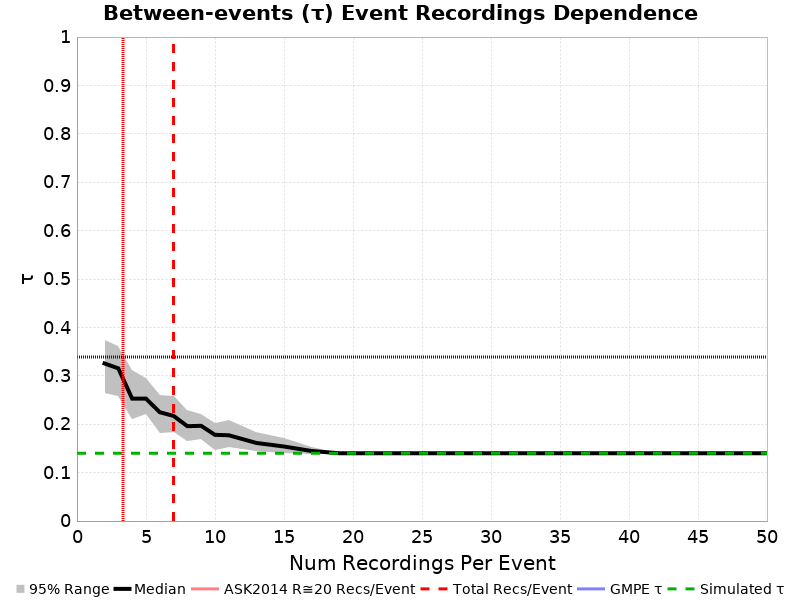 Between-events (τ) Event Recordings Dependence
1
0.9
0.8
0.7
0.6
0.5
0.4
0.3
0.2
0.1
0
τ
0 5 10 15 20 25 30 35 40 45 50
Num Recordings Per Event
95% Range Median ASK2014 R≅20 Recs/Event Total Recs/Event GMPE τ Simulated τ